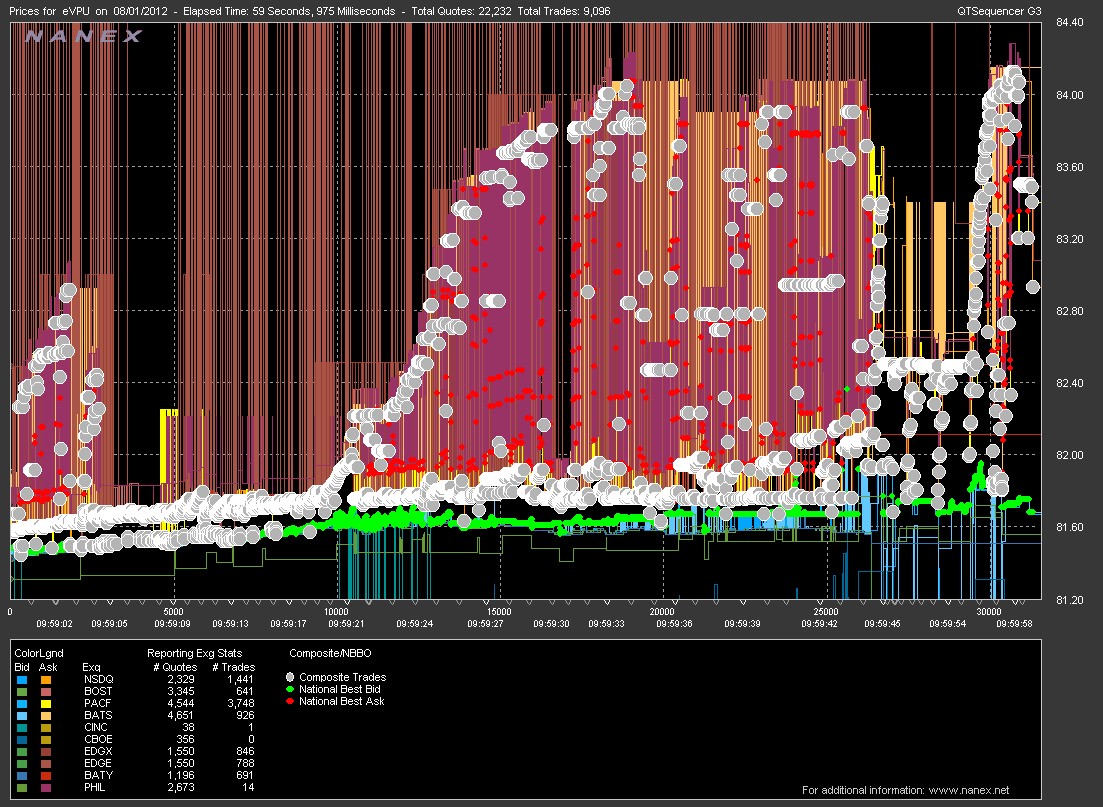 Prices for eVPU on 08/01/2012 - Elapsed Time: 59 Seconds, 975 Milliseconds - Total Quotes: 22,232 Total Trades: 9,096 QTSequencer G3
NANEX
84.40
84.00
83.60
83.20
82.80
82.40
82.00
81.60
81.20
0 5000 10000 15000 20000 25000 30000
09:59:02 09:59:05 09:59:09 09:59:13 09:59:17 09:59:21 09:59:24 09:59:27 09:59:30 09:59:33 09:59:36 09:59:39 09:59:42 09:59:45 09:59:54 09:59:58
ColorLgnd Reporting Exg Stats Composite/NBBO
Bid Ask Exg # Quotes # Trades
NSDQ 2,329 1,441
BOST 3,345 641
PACF 4,544 3,748
BATS 4,651 926
CINC 38 1
CBOE 356 0
EDGX 1,550 846
EDGE 1,550 788
BATY 1,196 691
PHIL 2,673 14
Composite Trades
National Best Bid
National Best Ask
For additional information: www.nanex.net